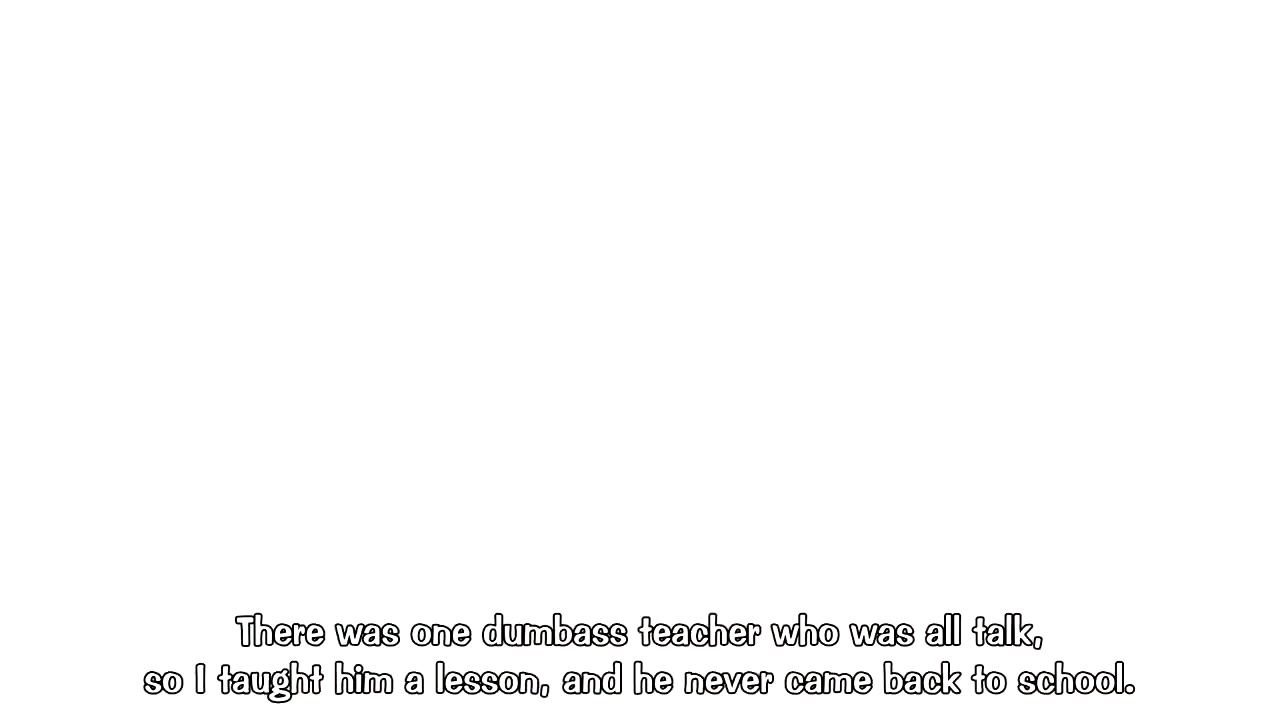 There was one dumbass teacher who was all talk,
so I taught him a lesson, and he never came back to school.